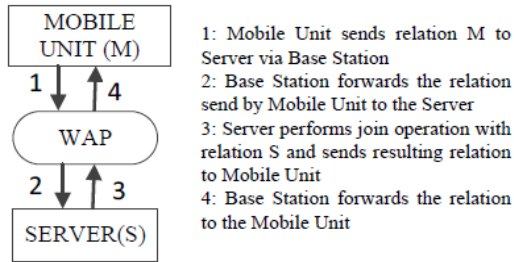 MOBILE
UNIT (M)
1
4
WAP
2
3
SERVER(S)
1: Mobile Unit sends relation M to
Server via Base Station
2: Base Station forwards the relation
send by Mobile Unit to the Server
3: Server performs join operation with
relation S and sends resulting relation
to Mobile Unit
4: Base Station forwards the relation
to the Mobile Unit